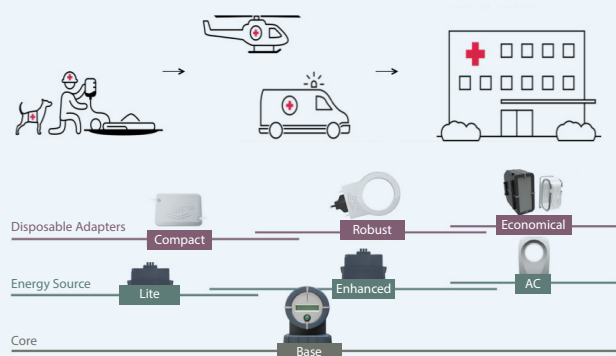 Disposable Adapters
Compact
Robust
Economical
Energy Source
Lite
Enhanced
AC
Core
Base